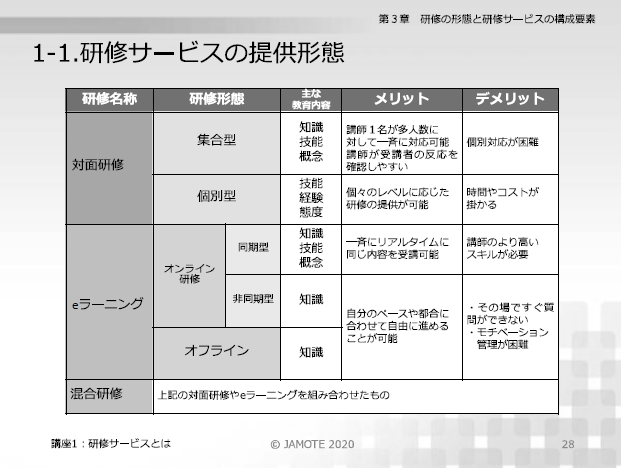 第３章　研修の形態と研修サービスの構成要素
1-1.研修サービスの提供形態
研修名称
研修形態
主な
教育内容
メリット
デメリット
対面研修
集合型
知識
技能
概念
講師１名が多人数に
対して一斉に対応可能
講師が受講者の反応を
確認しやすい
個別対応が困難
個別型
技能
経験
態度
個々のレベルに応じた
研修の提供が可能
時間やコストが
掛かる
eラーニング
オンライン
研修
同期型
知識
技能
概念
一斉にリアルタイムに
同じ内容を受講可能
講師のより高い
スキルが必要
非同期型
知識
自分のペースや都合に
合わせて自由に進める
ことが可能
・その場ですぐ質
問ができない
・モチベーション
管理が困難
オフライン
知識
混合研修
上記の対面研修やeラーニングを組み合わせたもの
講座1：研修サービスとは
© JAMOTE 2020
28